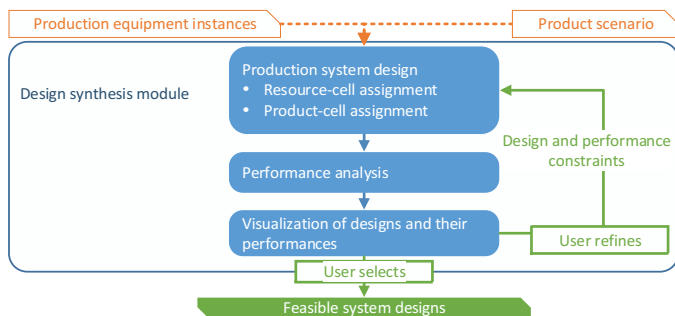 Production equipment instances
Product scenario
Design synthesis module
Production system design
• Resource-cell assignment
• Product-cell assignment
Design and performance
constraints
Performance analysis
Visualization of designs and their
performances
User refines
User selects
Feasible system designs